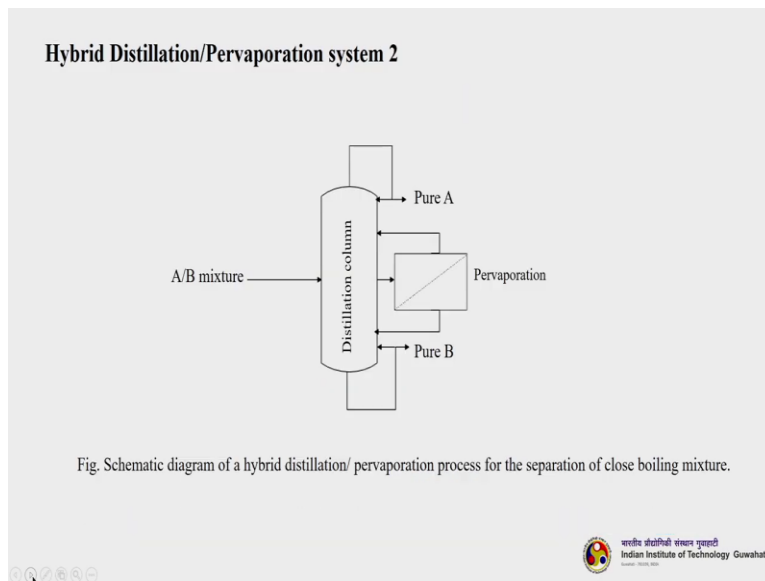 Hybrid Distillation/Pervaporation system 2
Pure A
A/B mixture
Distillation column
Pervaporation
Pure B
Fig. Schematic diagram of a hybrid distillation/ pervaporation process for the separation of close boiling mixture.
भारतीय प्रौद्योगिकी संस्थान गुवाहाटी
Indian Institute of Technology Guwahat